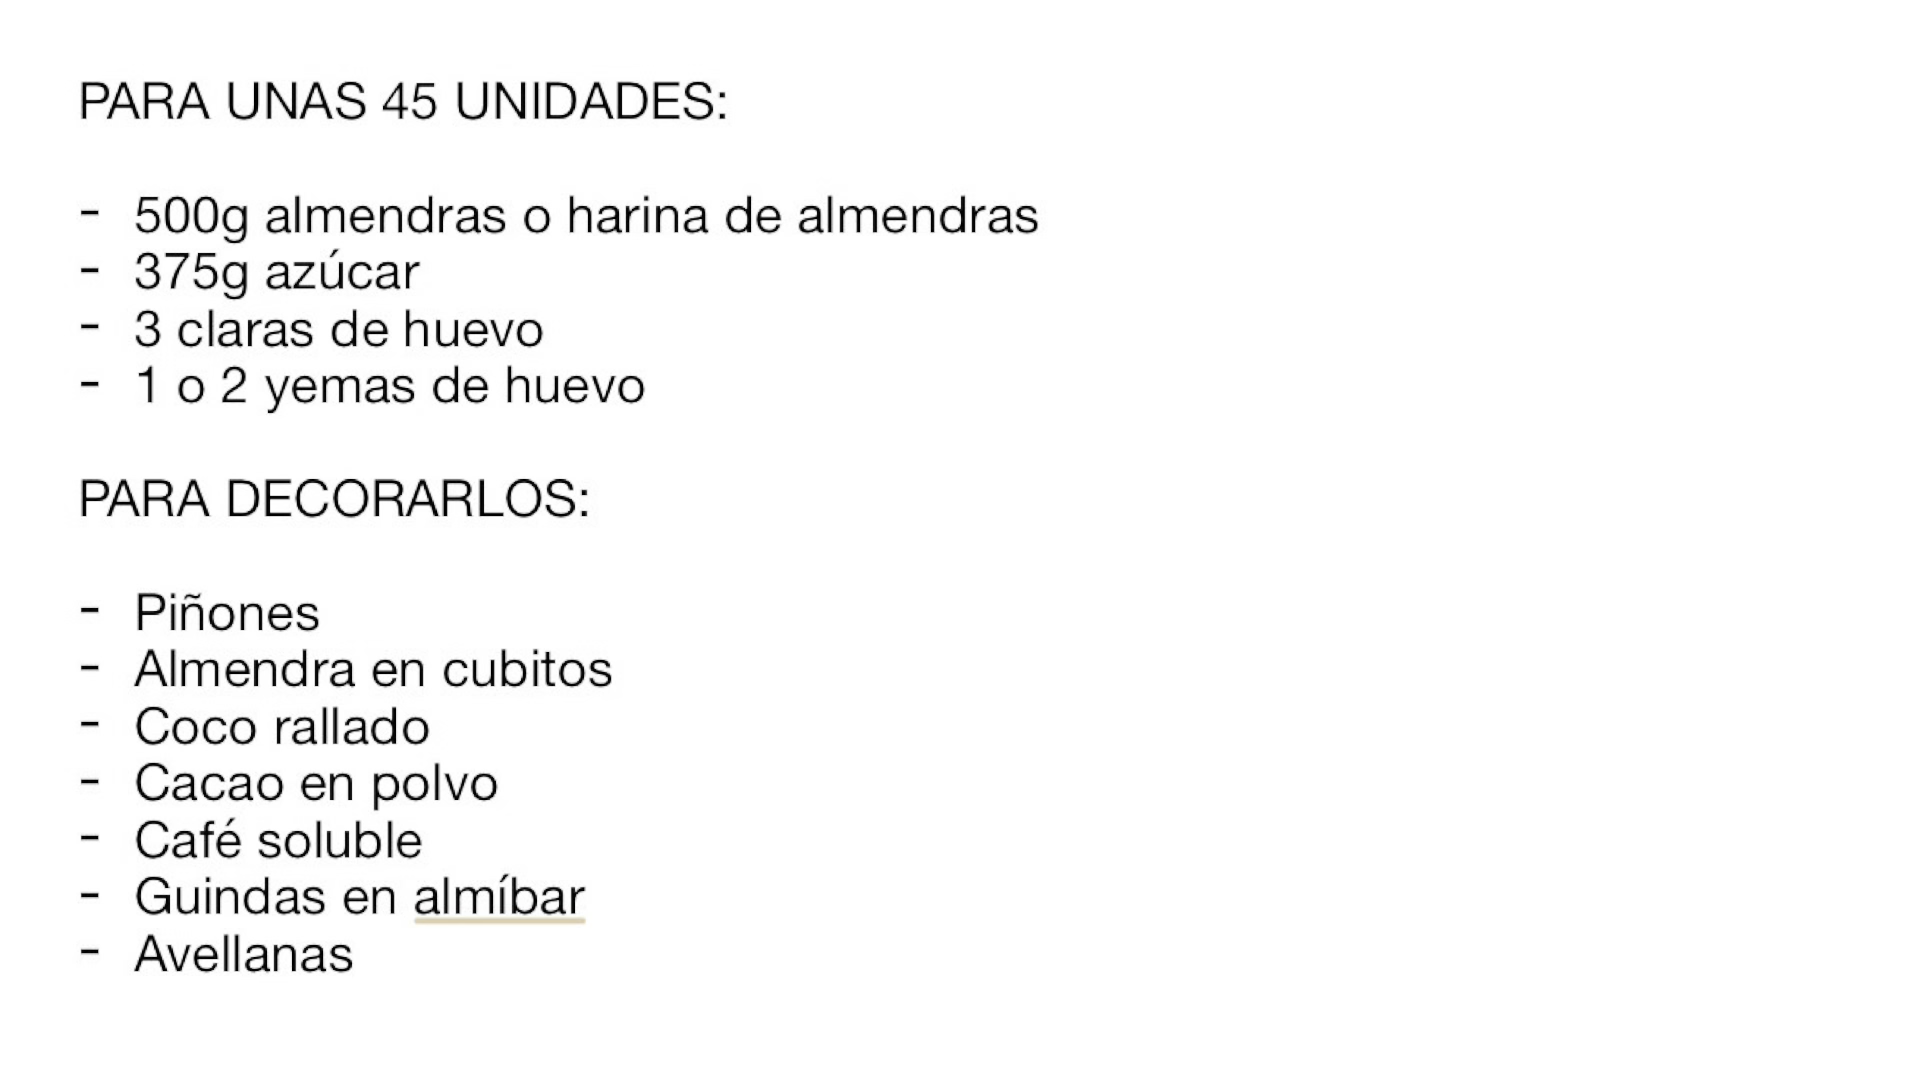 PARA UNAS 45 UNIDADES:
- 500g almendras o harina de almendras
- 375g azúcar
- 3 claras de huevo
- 1 o 2 yemas de huevo
PARA DECORARLOS:
- Piñones
- Almendra en cubitos
- Coco rallado
- Cacao en polvo
- Café soluble
- Guindas en almíbar
- Avellanas